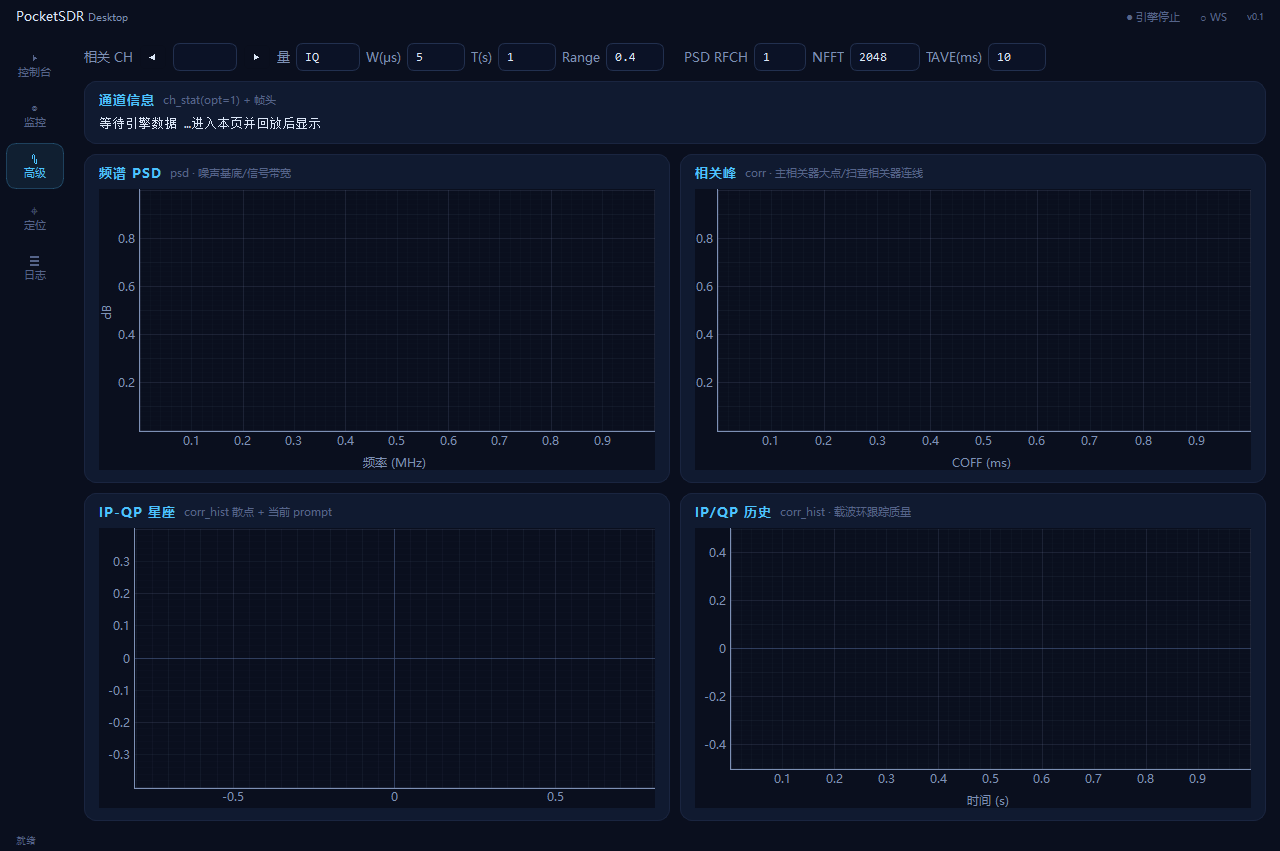 PocketSDR Desktop
● 引擎停止 ○ WS v0.1
控制台
监控
高级
定位
日志
相关 CH ◂ ▸ 量 IQ W(μs) 5 T(s) 1 Range 0.4 PSD RFCH 1 NFFT 2048 TAVE(ms) 10
通道信息 ch_stat(opt=1) + 帧头
等待引擎数据 …进入本页并回放后显示
频谱 PSD psd · 噪声基底/信号带宽
0.8
0.6
0.4
0.2
dB
0.1 0.2 0.3 0.4 0.5 0.6 0.7 0.8 0.9
频率 (MHz)
相关峰 corr · 主相关器大点/扫查相关器连线
0.8
0.6
0.4
0.2
0.1 0.2 0.3 0.4 0.5 0.6 0.7 0.8 0.9
COFF (ms)
IP-QP 星座 corr_hist 散点 + 当前 prompt
0.3
0.2
0.1
0
-0.1
-0.2
-0.3
-0.5 0 0.5
IP/QP 历史 corr_hist · 载波环跟踪质量
0.4
0.2
0
-0.2
-0.4
0.1 0.2 0.3 0.4 0.5 0.6 0.7 0.8 0.9
时间 (s)
就绪